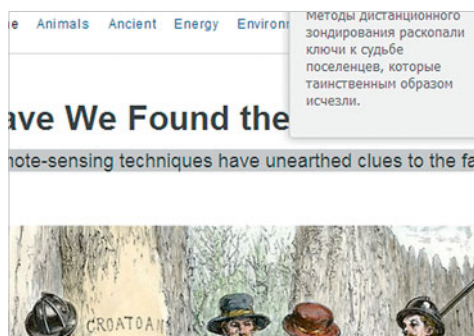 ne Animals Ancient Energy Environ
Методы дистанционного
зондирования раскопали
ключи к судьбе
поселенцев, которые
таинственным образом
исчезли.
ave We Found the
note-sensing techniques have unearthed clues to the fa
CROATOAN